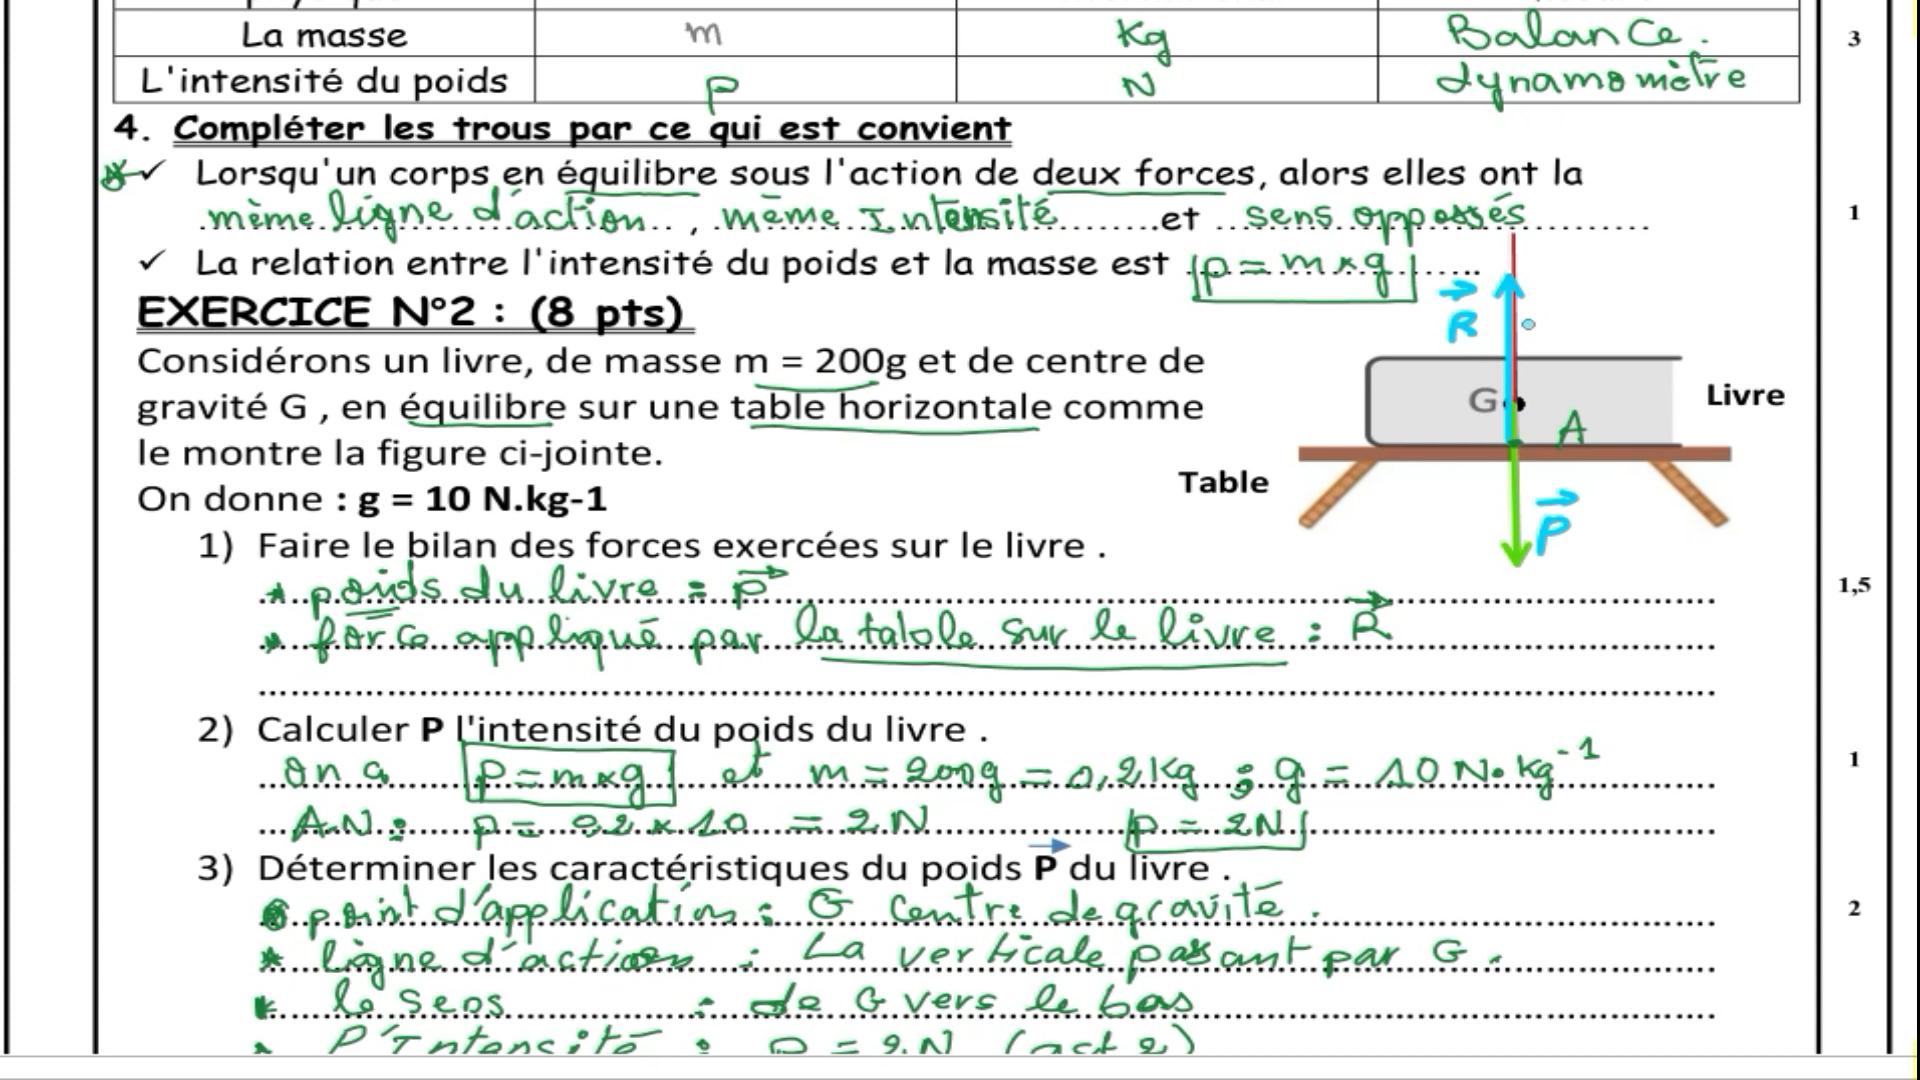 La masse m Kg Balance. 3
L'intensité du poids p N dynamomètre
4. Compléter les trous par ce qui est convient
✓ Lorsqu'un corps en équilibre sous l'action de deux forces, alors elles ont la
même ligne d'action , même Intensité et sens opposés 1
✓ La relation entre l'intensité du poids et la masse est p = m × g
EXERCICE N°2 : (8 pts)
R
Considérons un livre, de masse m = 200g et de centre de
gravité G , en équilibre sur une table horizontale comme
le montre la figure ci-jointe.
G
Livre
A
Table
P
On donne : g = 10 N.kg-1
1) Faire le bilan des forces exercées sur le livre .
* poids du livre : p 1,5
* force appliqué par la table sur le livre : R
2) Calculer P l'intensité du poids du livre .
on a p = m × g et m = 200g = 0,2 Kg ; g = 10 N.kg-1 1
A.N : p = 0,2 × 10 = 2N p = 2N
3) Déterminer les caractéristiques du poids P du livre .
point d'application : G centre de gravité . 2
* ligne d'action : La verticale passant par G .
* le sens : de G vers le bas
* l'Intensité : p = 2N